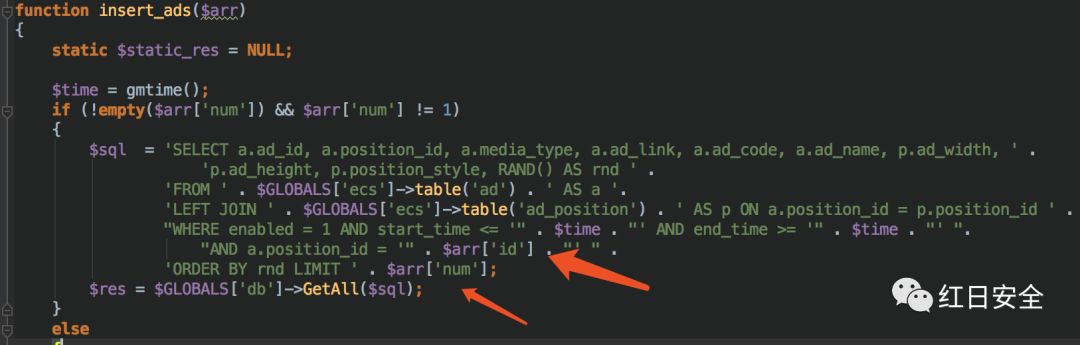 function insert_ads($arr)
{
static $static_res = NULL;
$time = gmtime();
if (!empty($arr['num']) && $arr['num'] != 1)
{
$sql = 'SELECT a.ad_id, a.position_id, a.media_type, a.ad_link, a.ad_code, a.ad_name, p.ad_width, ' .
'p.ad_height, p.position_style, RAND() AS rnd ' .
'FROM ' . $GLOBALS['ecs']->table('ad') . ' AS a '.
'LEFT JOIN ' . $GLOBALS['ecs']->table('ad_position') . ' AS p ON a.position_id = p.position_id ' .
"WHERE enabled = 1 AND start_time <= '" . $time . "' AND end_time >= '" . $time . "' ".
"AND a.position_id = '" . $arr['id'] . "' " .
'ORDER BY rnd LIMIT ' . $arr['num'];
$res = $GLOBALS['db']->GetAll($sql);
}
else
红日安全